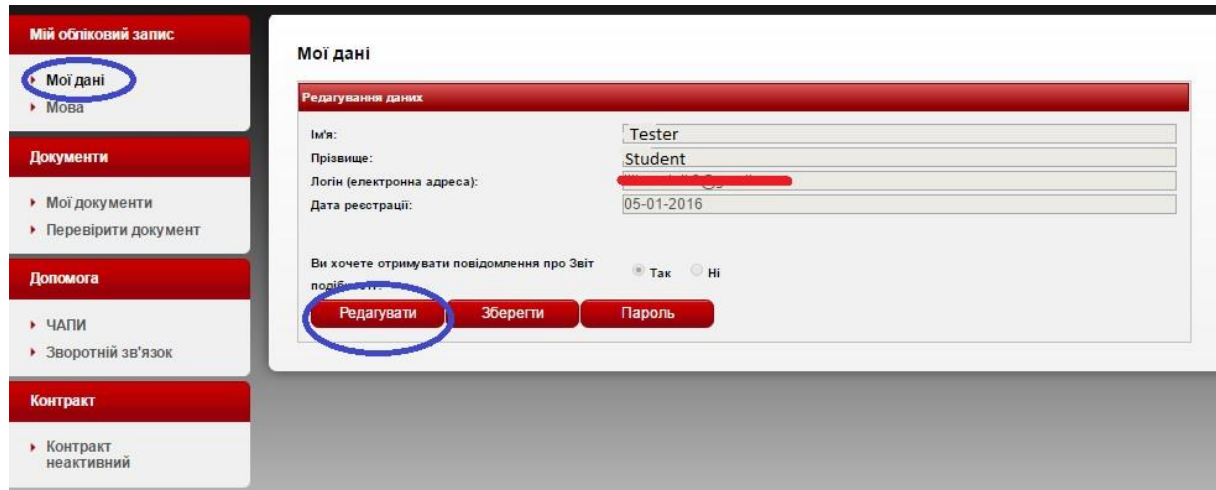 Мій обліковий запис
Мої дані
Мова
Документи
Мої документи
Перевірити документ
Допомога
ЧАПИ
Зворотній зв'язок
Контракт
Контракт
неактивний
Мої дані
Редагування даних
Ім'я: Tester
Прізвище: Student
Логін (електронна адреса):
Дата реєстрації: 05-01-2016
Ви хочете отримувати повідомлення про Звіт
Так Ні
Редагувати Зберегти Пароль